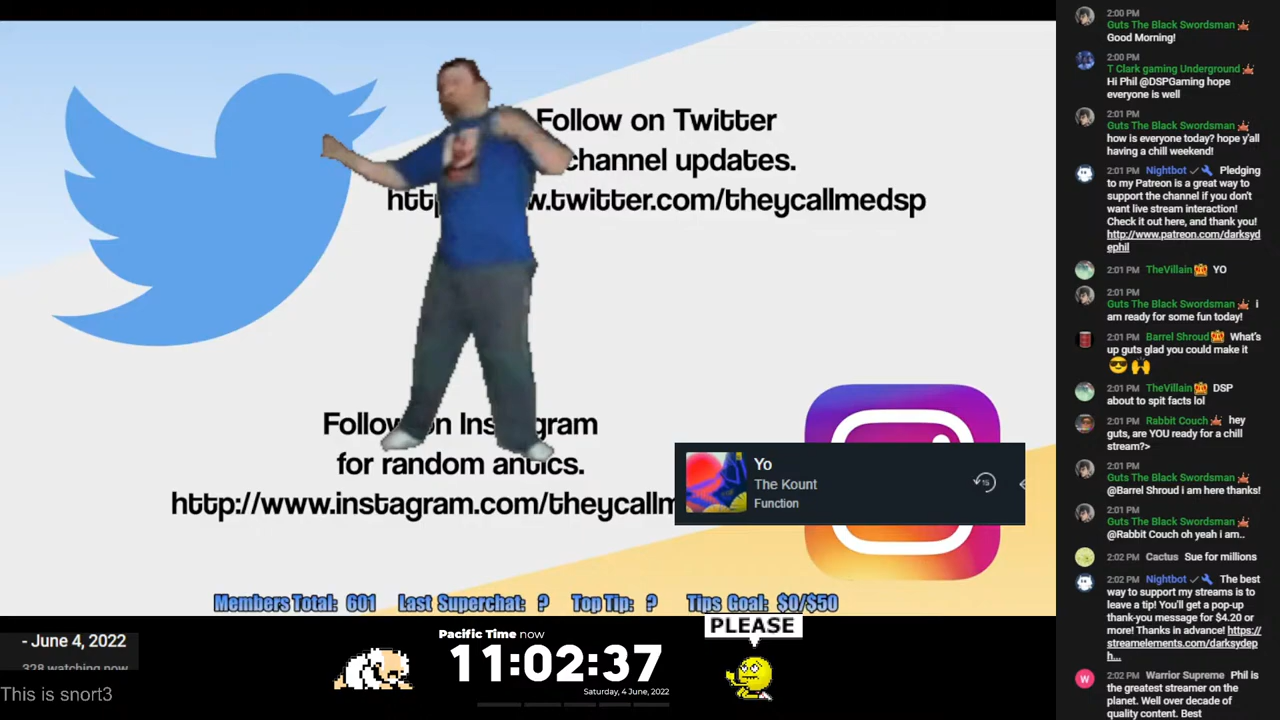 Follow on Twitter
channel updates.
w.twitter.com/theycallmedsp
Follow on Instagram
for random antics.
http://www.instagram.com/theycallm
Yo
The Kount
Function
15
Members Total: 601 Last Superchat: ? Top Tip: ? Tips Goal: $0/$50
- June 4, 2022
328 watching now
This is snort3
Pacific Time now
11:02:37
Saturday, 4 June, 2022
PLEASE
2:00 PM
Guts The Black Swordsman
Good Morning!
2:00 PM
T Clark gaming Underground
Hi Phil @DSPGaming hope
everyone is well
2:01 PM
Guts The Black Swordsman
how is everyone today? hope y'all
having a chill weekend!
2:01 PM Nightbot Pledging
to my Patreon is a great way to
support the channel if you don't
want live stream interaction!
Check it out here, and thank you!
http://www.patreon.com/darksyd
ephil
2:01 PM TheVillain YO
2:01 PM
Guts The Black Swordsman i
am ready for some fun today!
2:01 PM Barrel Shroud What's
up guts glad you could make it
2:01 PM TheVillain DSP
about to spit facts lol
2:01 PM Rabbit Couch hey
guts, are YOU ready for a chill
stream?>
2:01 PM
Guts The Black Swordsman
@Barrel Shroud i am here thanks!
2:01 PM
Guts The Black Swordsman
@Rabbit Couch oh yeah i am..
2:02 PM Cactus Sue for millions
2:02 PM Nightbot The best
way to support my streams is to
leave a tip! You'll get a pop-up
thank-you message for $4.20 or
more! Thanks in advance! https://
streamelements.com/darksydep
h...
W
2:02 PM Warrior Supreme Phil is
the greatest streamer on the
planet. Well over decade of
quality content. Best